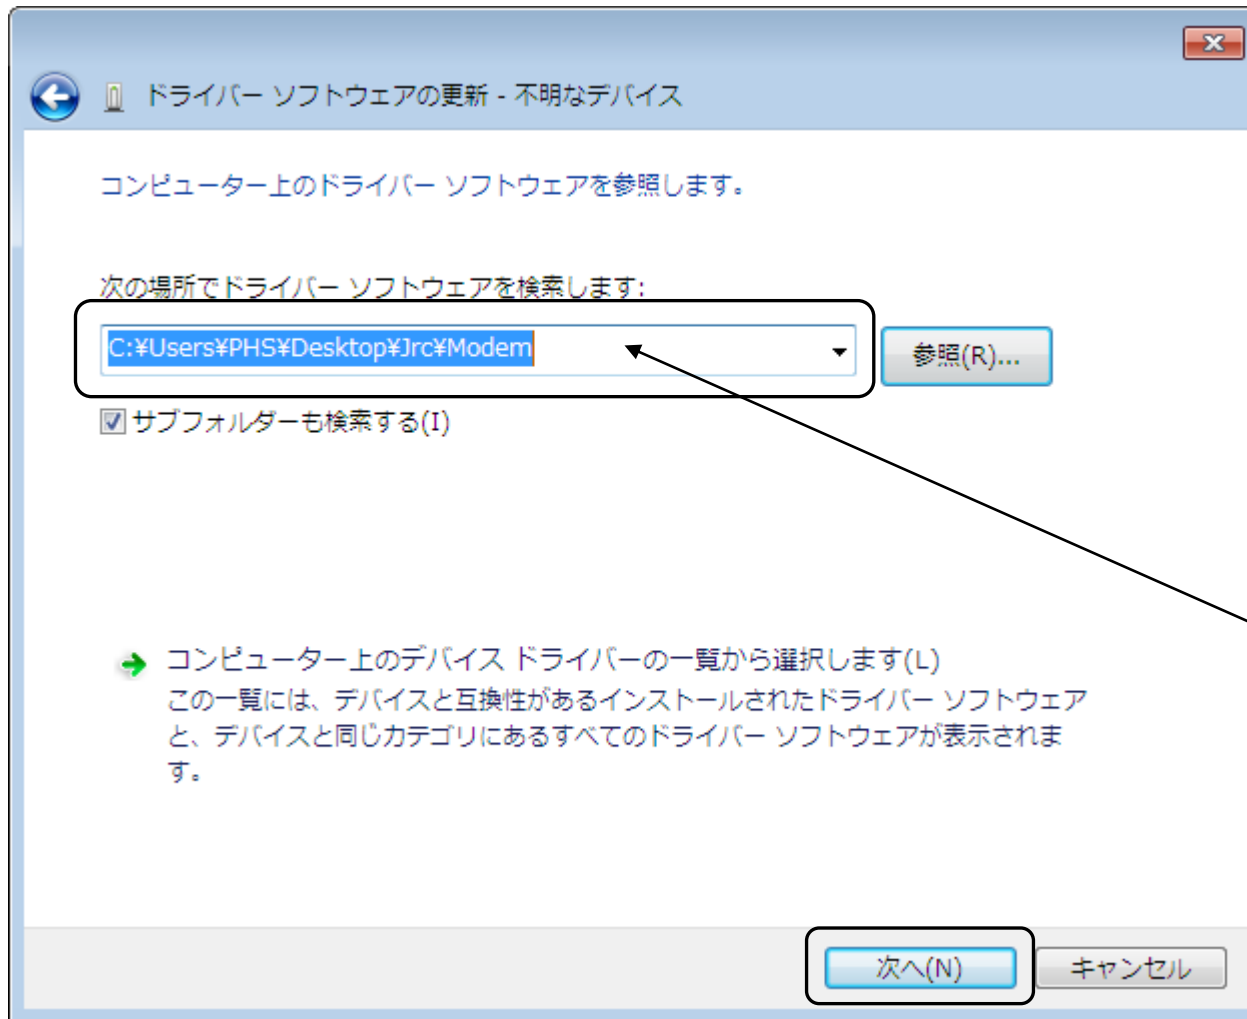 ドライバー ソフトウェアの更新 - 不明なデバイス
コンピューター上のドライバー ソフトウェアを参照します。
次の場所でドライバー ソフトウェアを検索します:
C:¥Users¥PHS¥Desktop¥Jrc¥Modem
参照(R)...
サブフォルダーも検索する(I)
コンピューター上のデバイス ドライバーの一覧から選択します(L)
この一覧には、デバイスと互換性があるインストールされたドライバー ソフトウェア
と、デバイスと同じカテゴリにあるすべてのドライバー ソフトウェアが表示されま
す。
次へ(N)
キャンセル